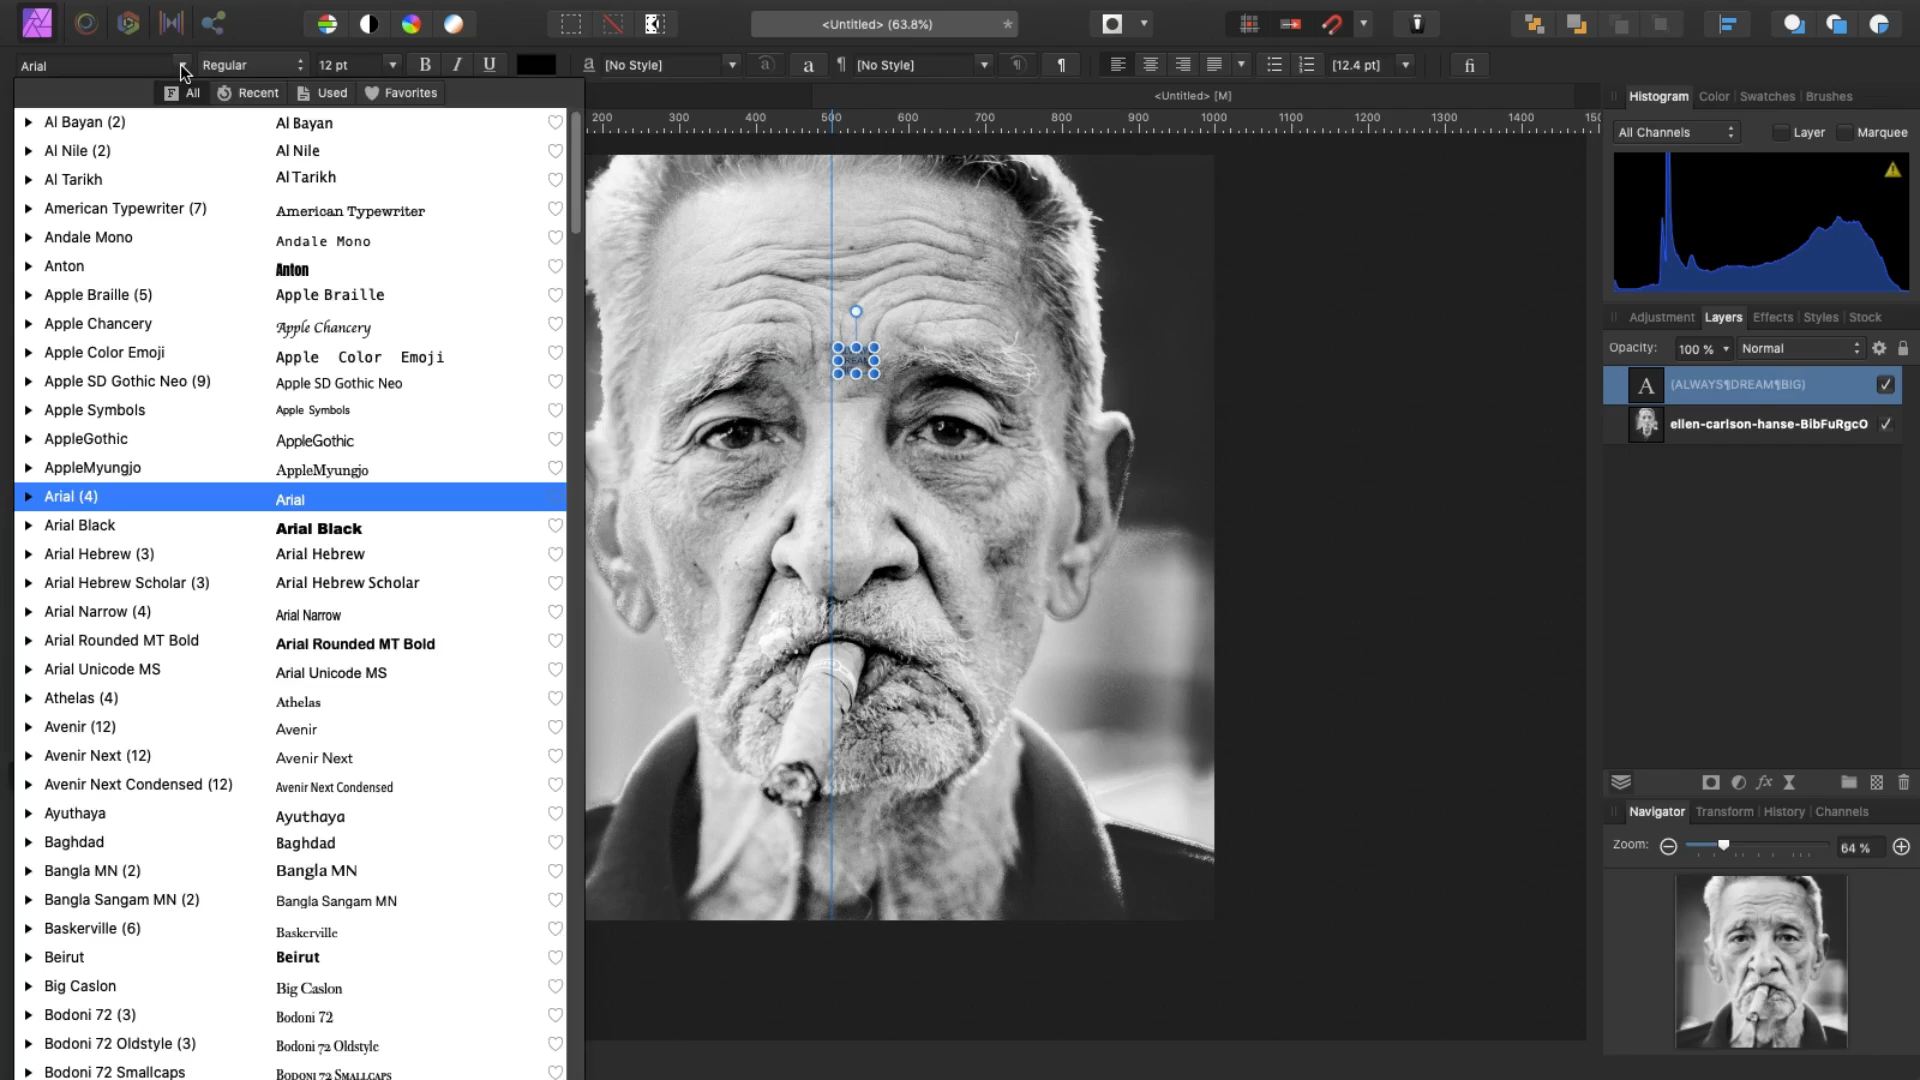 <Untitled> (63.8%)
*
Arial
Regular
12 pt
B
I
U
a
[No Style]
a
a
¶
[No Style]
¶
¶
[12.4 pt]
fi
F
All
Recent
Used
Favorites
<Untitled> [M]
200
300
400
500
600
700
800
900
1000
1100
1200
1300
1400
Al Bayan (2)
Al Bayan
Al Nile (2)
Al Nile
Al Tarikh
Al Tarikh
American Typewriter (7)
American Typewriter
Andale Mono
Andale Mono
Anton
Anton
Apple Braille (5)
Apple Braille
Apple Chancery
Apple Chancery
Apple Color Emoji
Apple Color Emoji
Apple SD Gothic Neo (9)
Apple SD Gothic Neo
Apple Symbols
Apple Symbols
AppleGothic
AppleGothic
AppleMyungjo
AppleMyungjo
Arial (4)
Arial
Arial Black
Arial Black
Arial Hebrew (3)
Arial Hebrew
Arial Hebrew Scholar (3)
Arial Hebrew Scholar
Arial Narrow (4)
Arial Narrow
Arial Rounded MT Bold
Arial Rounded MT Bold
Arial Unicode MS
Arial Unicode MS
Athelas (4)
Athelas
Avenir (12)
Avenir
Avenir Next (12)
Avenir Next
Avenir Next Condensed (12)
Avenir Next Condensed
Ayuthaya
Ayuthaya
Baghdad
Baghdad
Bangla MN (2)
Bangla MN
Bangla Sangam MN (2)
Bangla Sangam MN
Baskerville (6)
Baskerville
Beirut
Beirut
Big Caslon
Big Caslon
Bodoni 72 (3)
Bodoni 72
Bodoni 72 Oldstyle (3)
Bodoni 72 Oldstyle
Bodoni 72 Smallcaps
Bodoni 72 Smallcaps
DREAM
Histogram
Color
Swatches
Brushes
All Channels
Layer
Marquee
Adjustment
Layers
Effects
Styles
Stock
Opacity:
100 %
Normal
A
(ALWAYS¶DREAM¶BIG)
ellen-carlson-hanse-BibFuRgcO
fx
Navigator
Transform
History
Channels
Zoom:
64 %